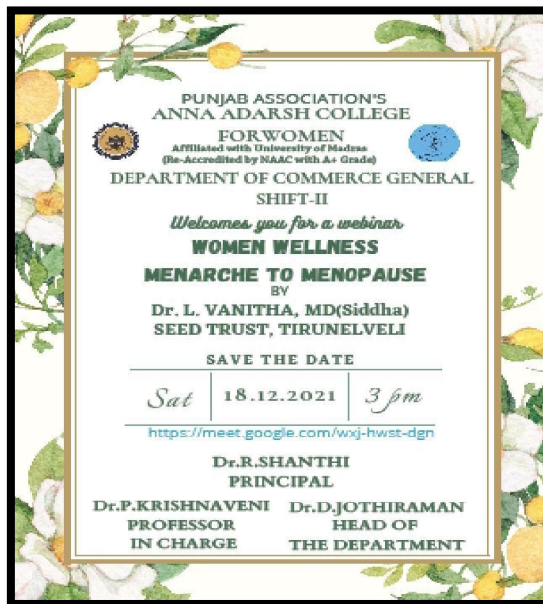 PUNJAB ASSOCIATION'S
ANNA ADARSH COLLEGE
FORWOMEN
Affiliated with University of Madras
(Re-Accredited by NAAC with A+ Grade)
DEPARTMENT OF COMMERCE GENERAL
SHIFT-II
Welcomes you for a webinar
WOMEN WELLNESS
MENARCHE TO MENOPAUSE
BY
Dr. L. VANITHA, MD(Siddha)
SEED TRUST, TIRUNELVELI
SAVE THE DATE
Sat 18.12.2021 3 pm
https://meet.google.com/wxj-hwst-dgn
Dr.R.SHANTHI
PRINCIPAL
Dr.P.KRISHNAVENI Dr.D.JOTHIRAMAN
PROFESSOR HEAD OF
IN CHARGE THE DEPARTMENT